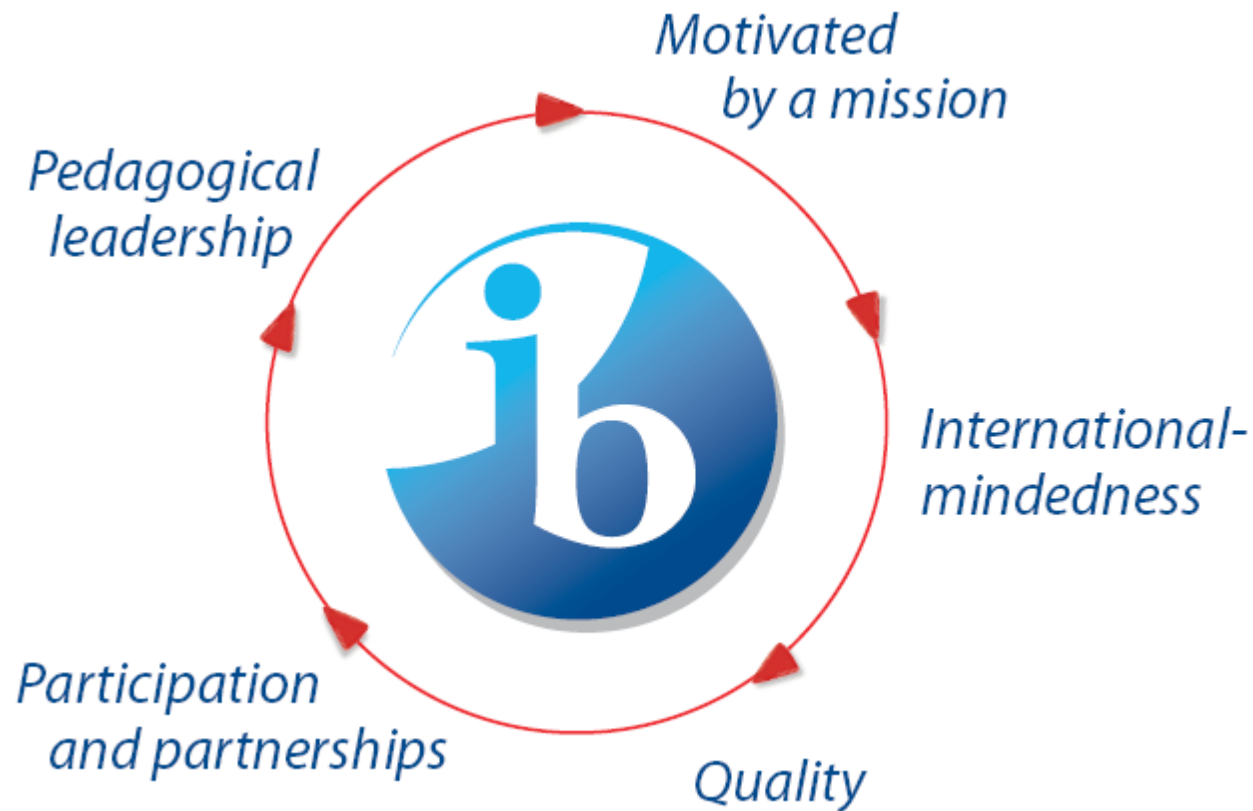 Motivated
by a mission
Pedagogical
leadership
ib
International-
mindedness
Participation
and partnerships
Quality